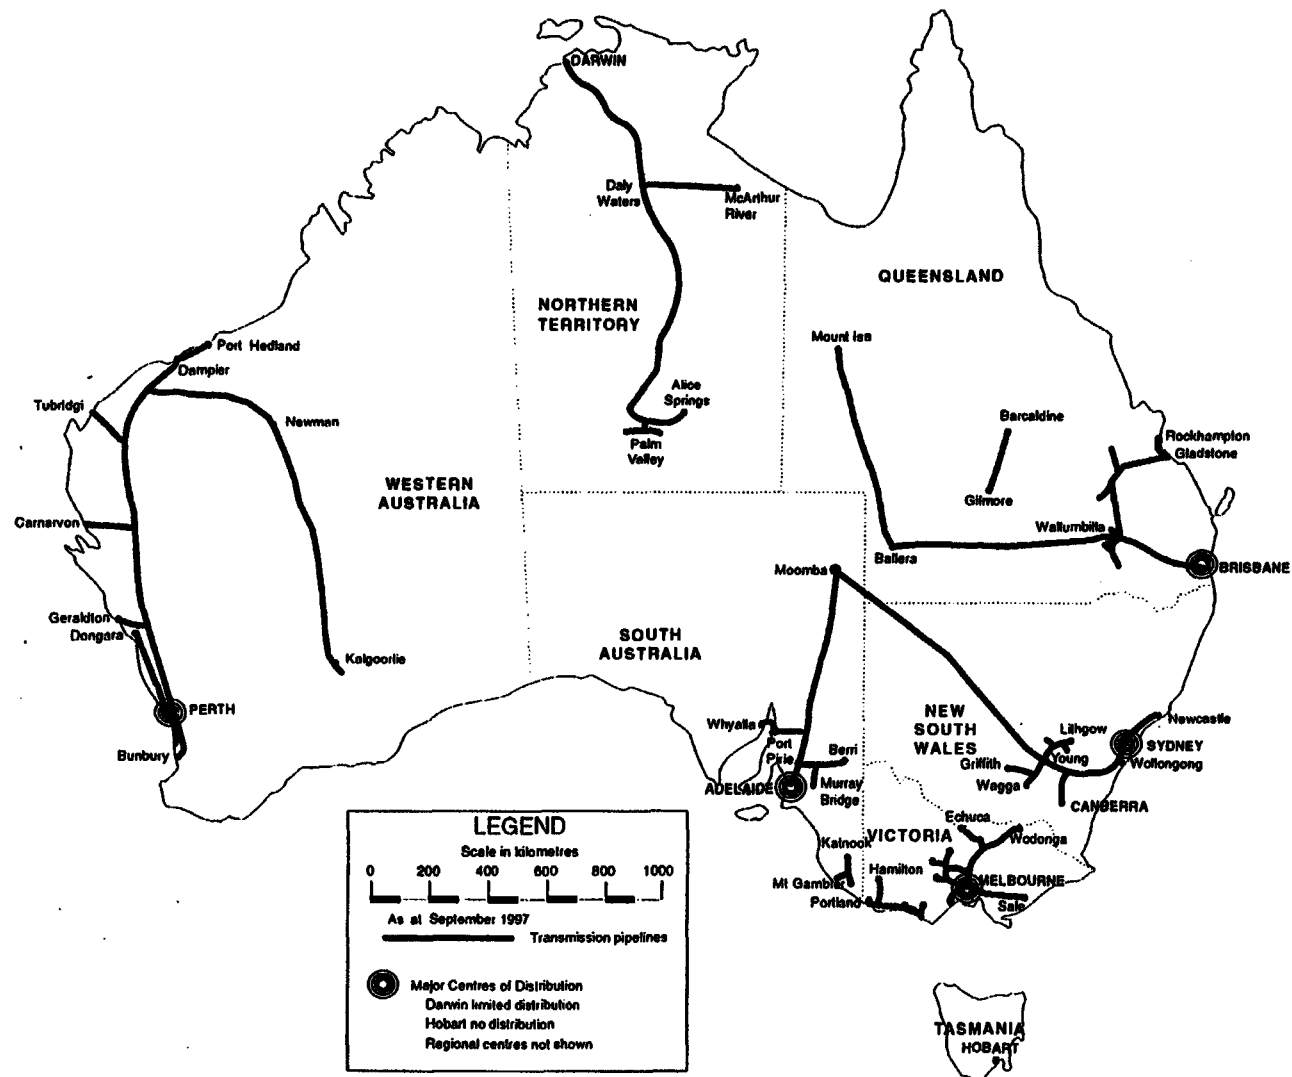 DARWIN
Daly
Waters
McArthur
River
QUEENSLAND
NORTHERN
TERRITORY
Mount Isa
Port Hedland
Dampier
Alice
Springs
Tubridgi
Newman
Barcaldine
Palm
Valley
Rockhampton
Gladstone
WESTERN
AUSTRALIA
Gilmore
Carnarvon
Wallumbilla
Ballera
Moomba
BRISBANE
Geraldton
Dongara
SOUTH
AUSTRALIA
Kalgoorlie
PERTH
Bunbury
Whyalla
Port
Pirie
Berri
ADELAIDE
Murray
Bridge
NEW
SOUTH
WALES
Newcastle
Lithgow
SYDNEY
Young
Wollongong
Griffith
Wagga
CANBERRA
Echuca
VICTORIA
Wodonga
Katnook
Hamilton
Mt Gambier
MELBOURNE
Portland
Sale
LEGEND
Scale in kilometres
0 200 400 600 800 1000
As at September 1997
Transmission pipelines
Major Centres of Distribution
Darwin limited distribution
Hobart no distribution
Regional centres not shown
TASMANIA
HOBART